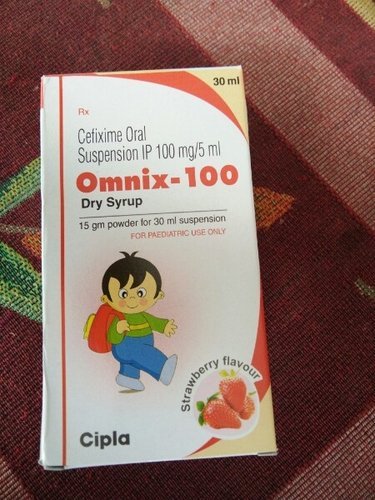 30 ml
Rx
Cefixime Oral
Suspension IP 100 mg/5 ml
Omnix-100
Dry Syrup
15 gm powder for 30 ml suspension
FOR PAEDIATRIC USE ONLY
Strawberry flavour
Cipla